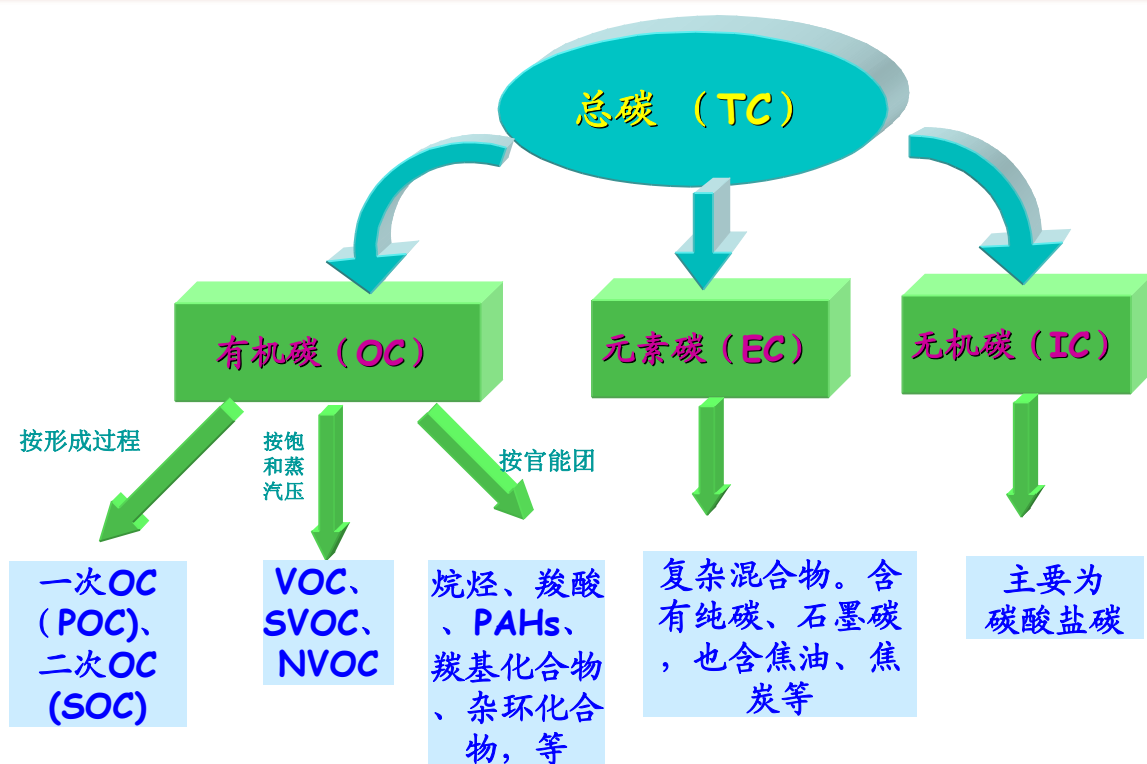 总碳 （TC）
有机碳（OC）
元素碳（EC）
无机碳（IC）
按形成过程
按饱
和蒸
汽压
按官能团
一次OC
（POC)、
二次OC
(SOC)
VOC、
SVOC、
NVOC
烷烃、羧酸
、PAHs、
羰基化合物
、杂环化合
物，等
复杂混合物。含
有纯碳、石墨碳
，也含焦油、焦
炭等
主要为
碳酸盐碳